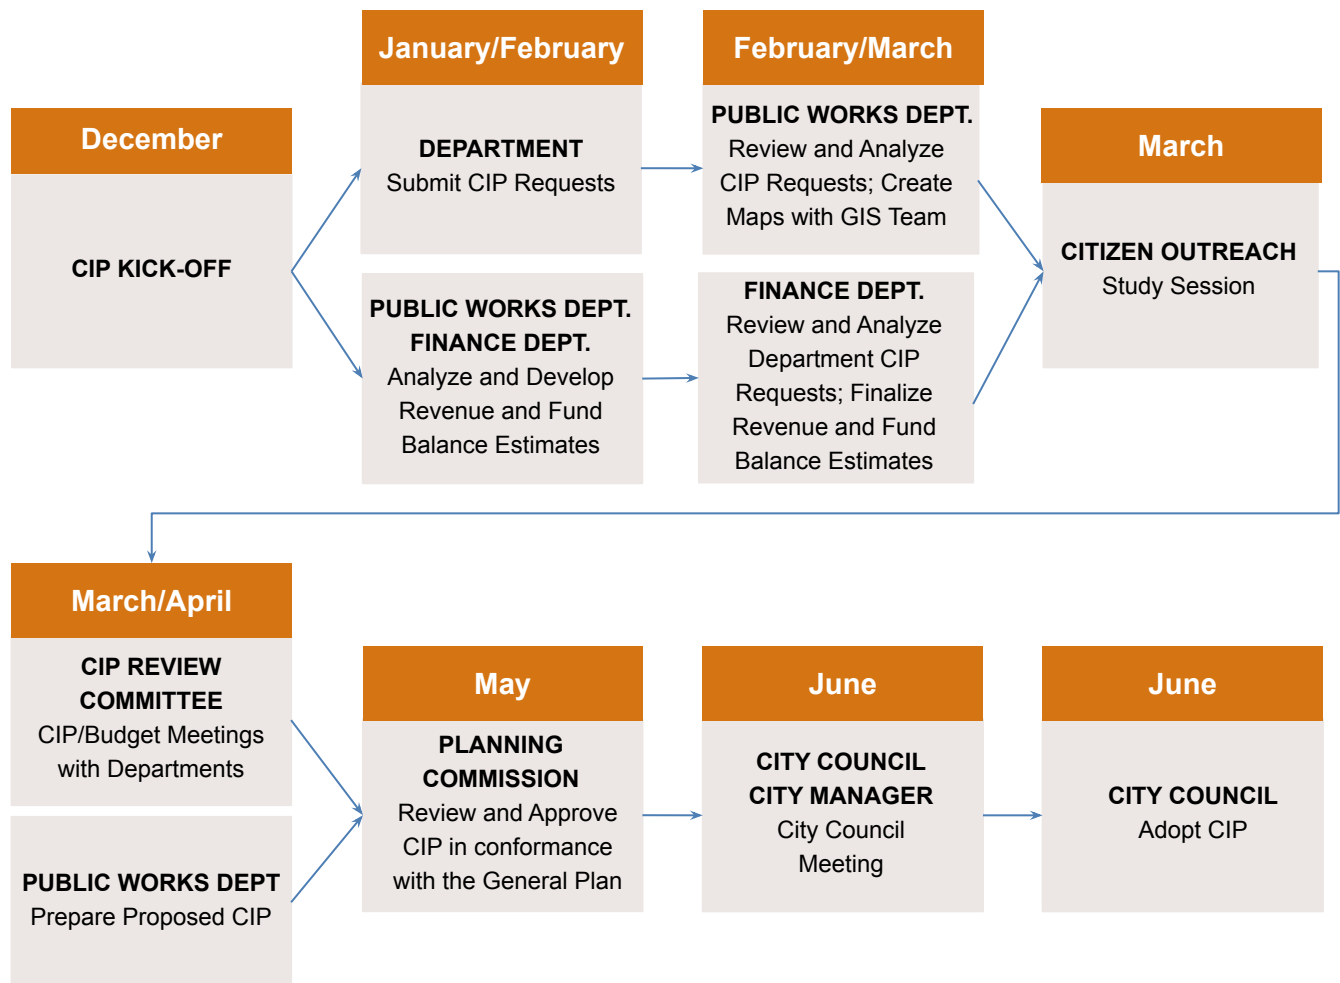 December
CIP KICK-OFF
January/February
DEPARTMENT
Submit CIP Requests
PUBLIC WORKS DEPT.
FINANCE DEPT.
Analyze and Develop
Revenue and Fund
Balance Estimates
February/March
PUBLIC WORKS DEPT.
Review and Analyze
CIP Requests; Create
Maps with GIS Team
FINANCE DEPT.
Review and Analyze
Department CIP
Requests; Finalize
Revenue and Fund
Balance Estimates
March
CITIZEN OUTREACH
Study Session
March/April
CIP REVIEW
COMMITTEE
CIP/Budget Meetings
with Departments
PUBLIC WORKS DEPT
Prepare Proposed CIP
May
PLANNING
COMMISSION
Review and Approve
CIP in conformance
with the General Plan
June
CITY COUNCIL
CITY MANAGER
City Council
Meeting
June
CITY COUNCIL
Adopt CIP